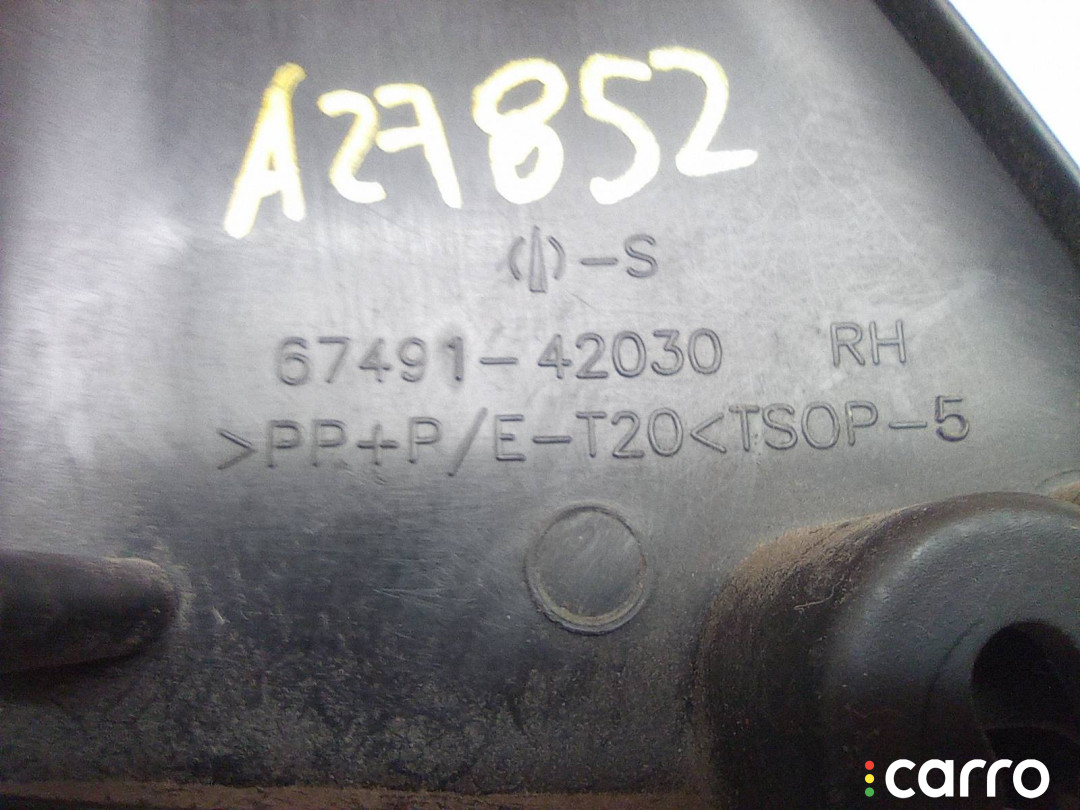 A27852
-S
67491-42030 RH
>PP+P/E-T20<TSOP-5
carro